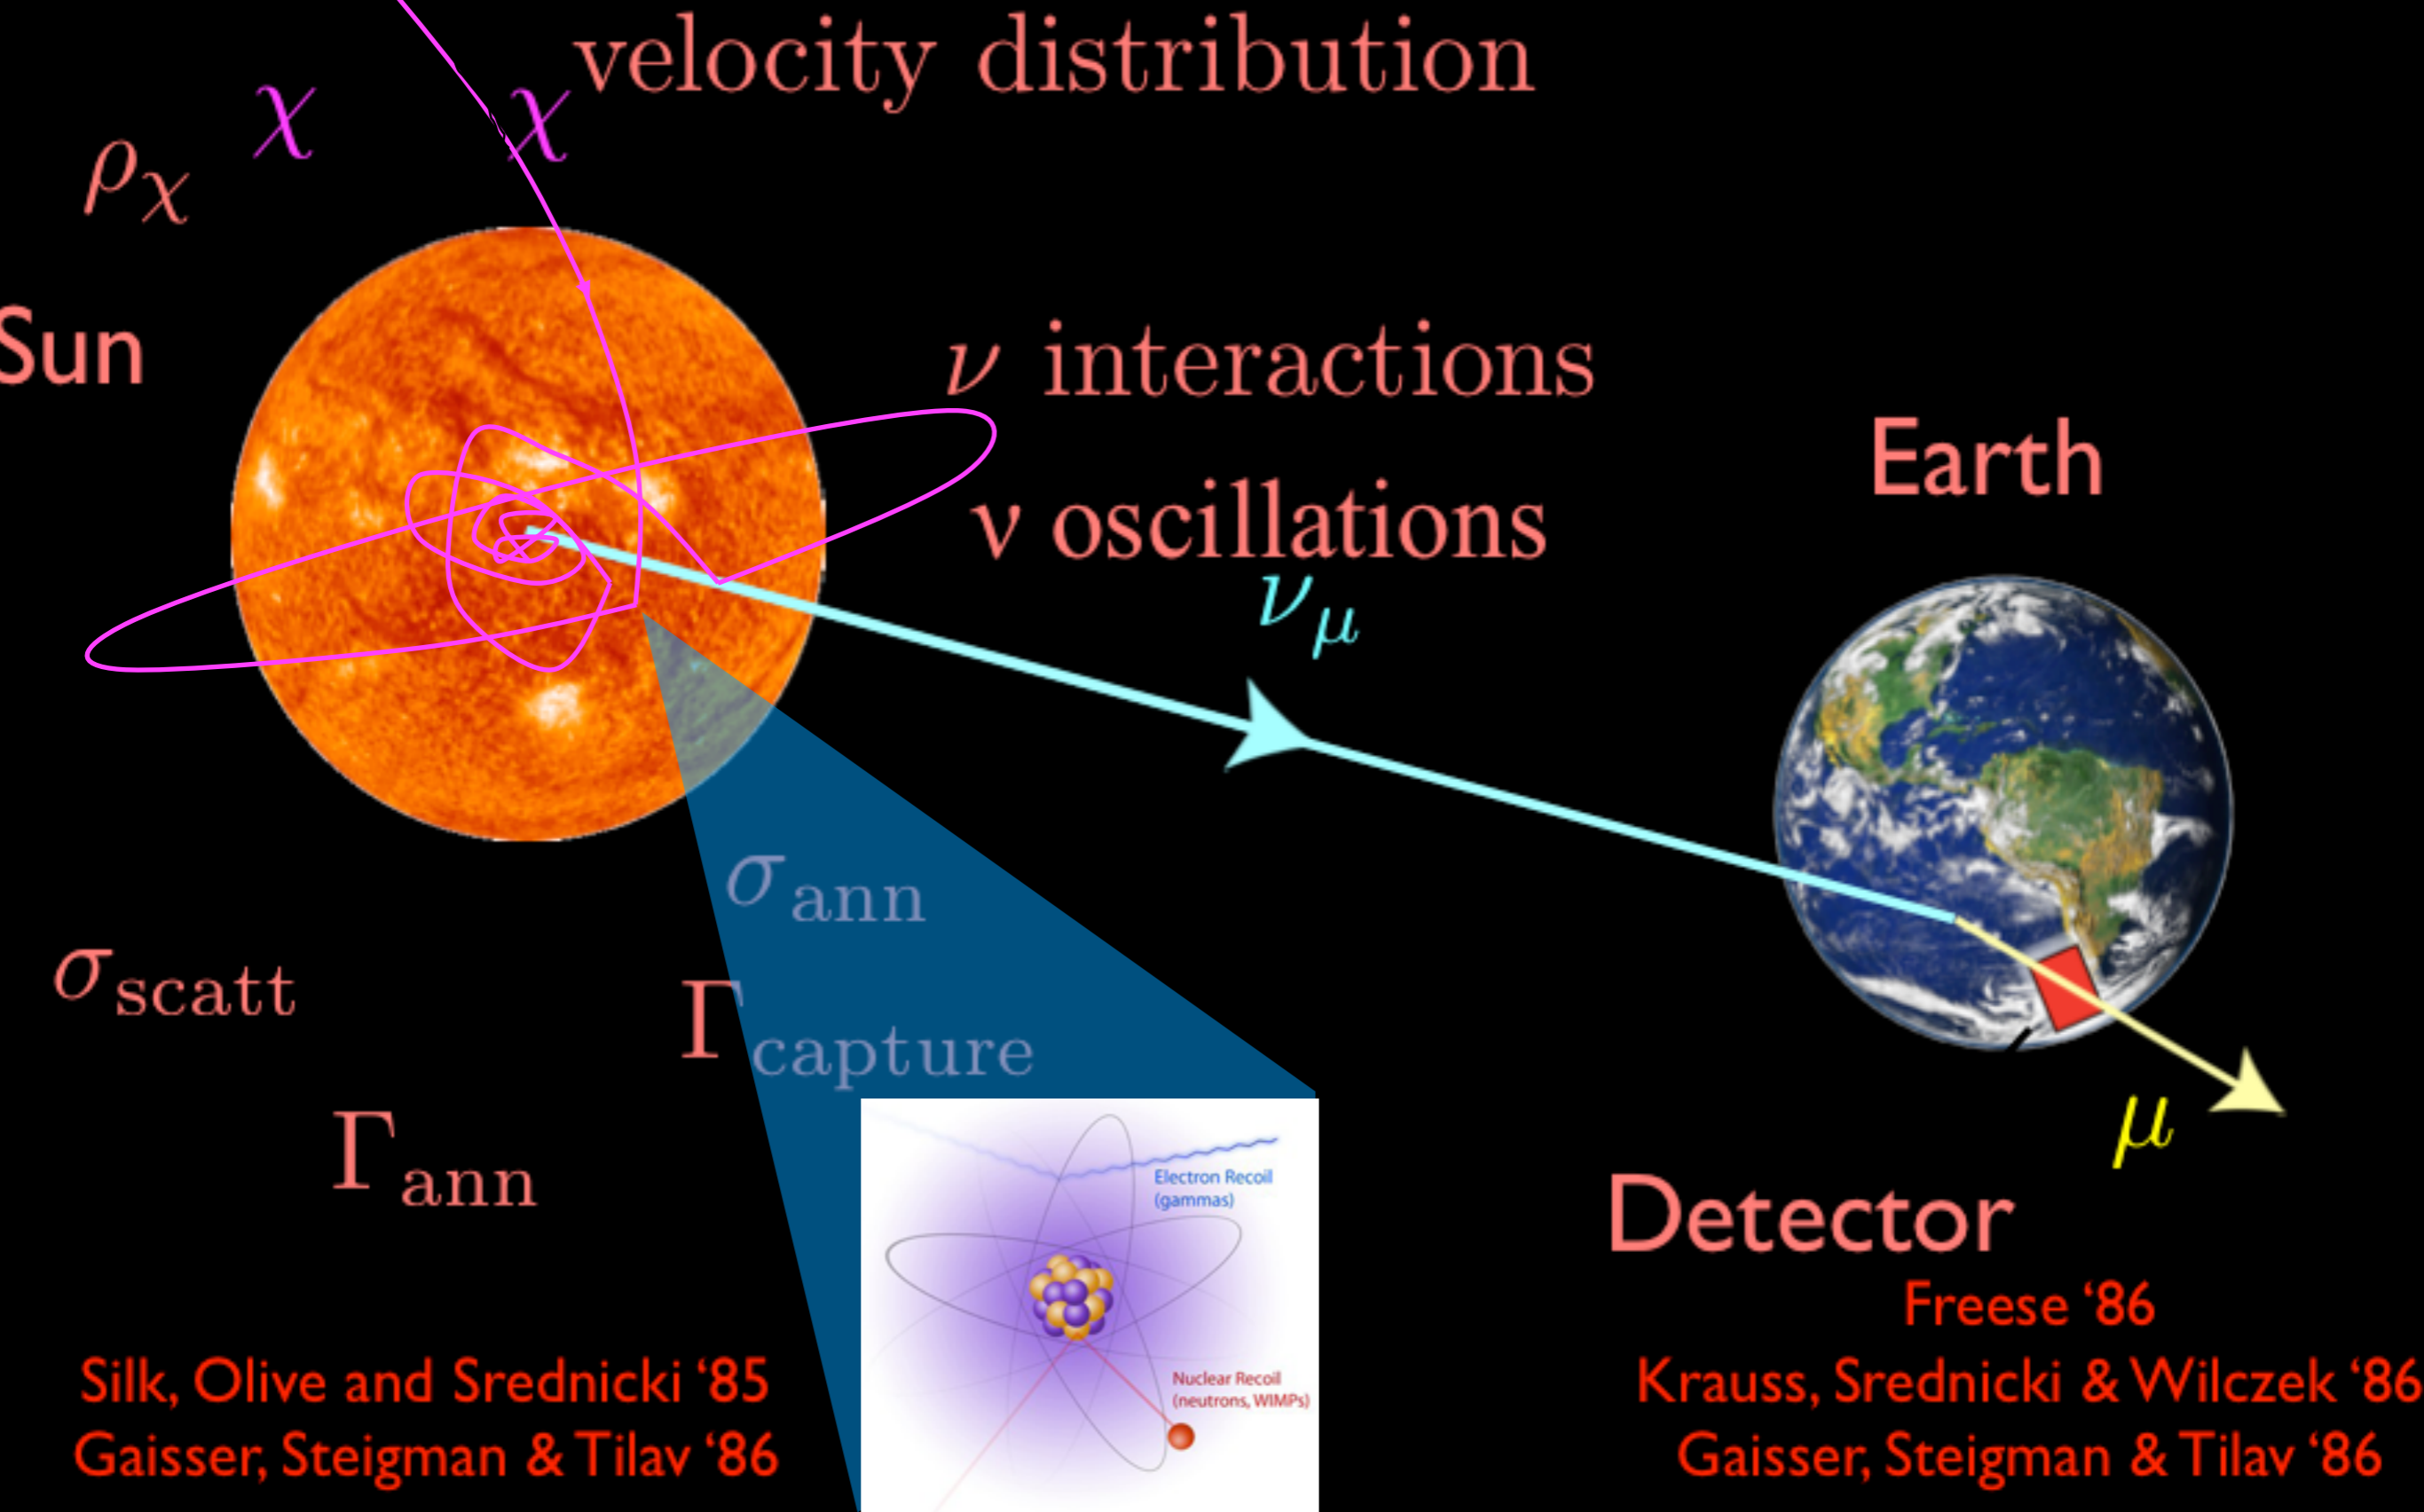 velocity distribution
χ χ
ρχ
Sun
ν interactions
Earth
ν oscillations
νμ
σann
σscatt
Γcapture
Γann
μ
Electron Recoil
(gammas)
Detector
Nuclear Recoil
(neutrons, WIMPs)
Silk, Olive and Srednicki ‘85
Gaisser, Steigman & Tilav ‘86
Freese ‘86
Krauss, Srednicki & Wilczek ‘86
Gaisser, Steigman & Tilav ‘86